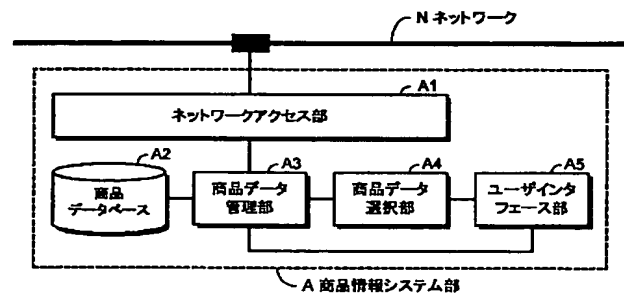 N ネットワーク
A1
ネットワークアクセス部
A2
商品
データベース
A3
商品データ
管理部
A4
商品データ
選択部
A5
ユーザインタ
フェース部
A 商品情報システム部